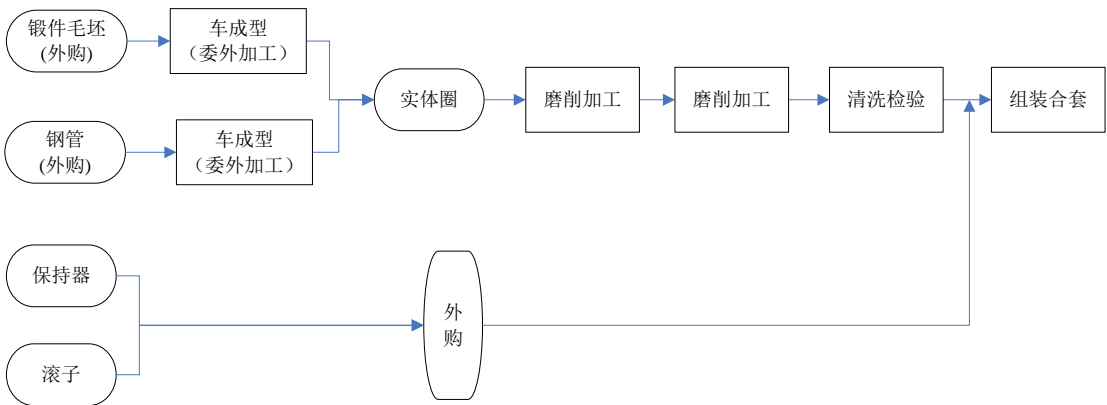 锻件毛坯
(外购)
车成型
（委外加工）
钢管
(外购)
车成型
（委外加工）
实体圈
磨削加工
磨削加工
清洗检验
组装合套
保持器
滚子
外
购